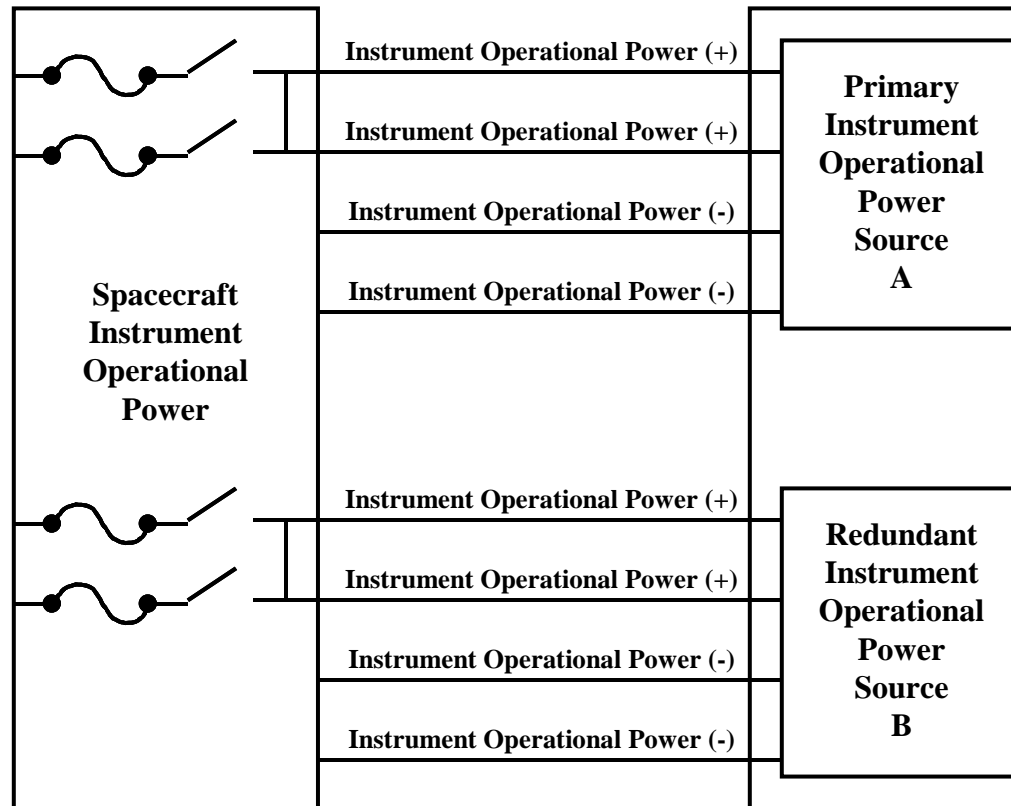 Instrument Operational Power (+)
Instrument Operational Power (+)
Instrument Operational Power (-)
Instrument Operational Power (-)
Primary
Instrument
Operational
Power
Source
A
Spacecraft
Instrument
Operational
Power
Instrument Operational Power (+)
Instrument Operational Power (+)
Instrument Operational Power (-)
Instrument Operational Power (-)
Redundant
Instrument
Operational
Power
Source
B